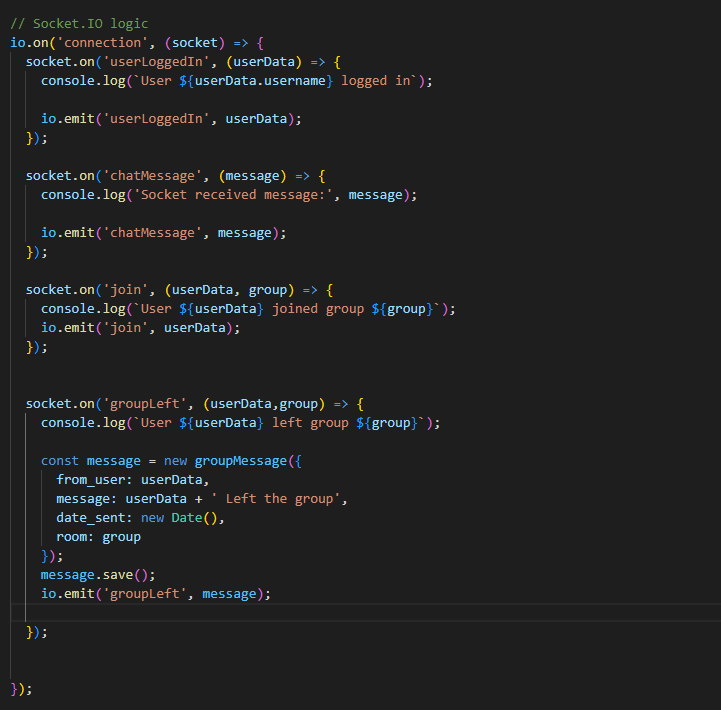 // Socket.IO logic
io.on('connection', (socket) => {
  socket.on('userLoggedIn', (userData) => {
    console.log(`User ${userData.username} logged in`);

    io.emit('userLoggedIn', userData);
  });

  socket.on('chatMessage', (message) => {
    console.log('Socket received message:', message);

    io.emit('chatMessage', message);
  });

  socket.on('join', (userData, group) => {
    console.log(`User ${userData} joined group ${group}`);
    io.emit('join', userData);
  });


  socket.on('groupLeft', (userData,group) => {
    console.log(`User ${userData} left group ${group}`);

    const message = new groupMessage({
      from_user: userData,
      message: userData + ' Left the group',
      date_sent: new Date(),
      room: group
    });
    message.save();
    io.emit('groupLeft', message);

  });


});